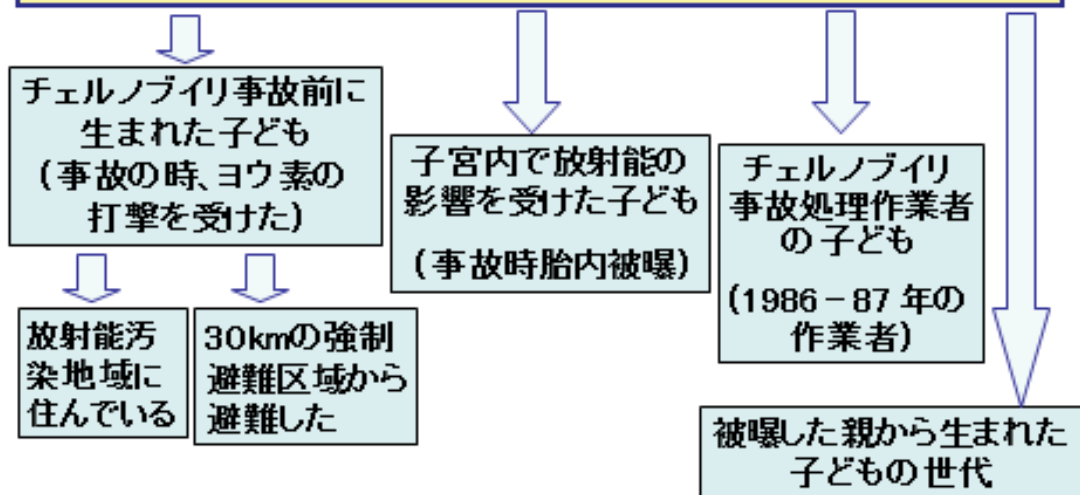 チェルノブイリ事故前に
生まれた子ども
(事故の時、ヨウ素の
打撃を受けた)
子宮内で放射能の
影響を受けた子ども
(事故時胎内被曝)
チェルノブイリ
事故処理作業者
の子ども
(1986－87年の
作業者)
放射能汚
染地域に
住んでいる
30kmの強制
避難区域から
避難した
被曝した親から生まれた
子どもの世代